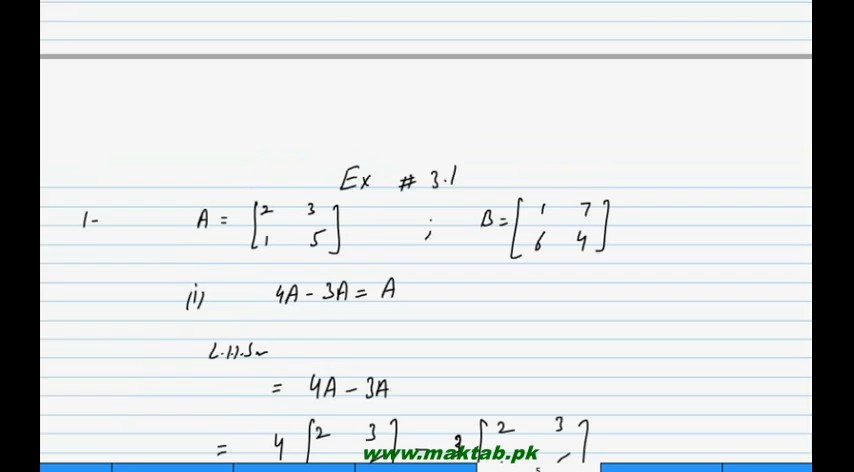 Ex # 3.1
1- A = [2 3 ; B = [1 7
1 5] 6 4]
(i) 4A - 3A = A
L.H.S
= 4A - 3A
= 4 [2 3] - 3 [2 3]
www.maktab.pk